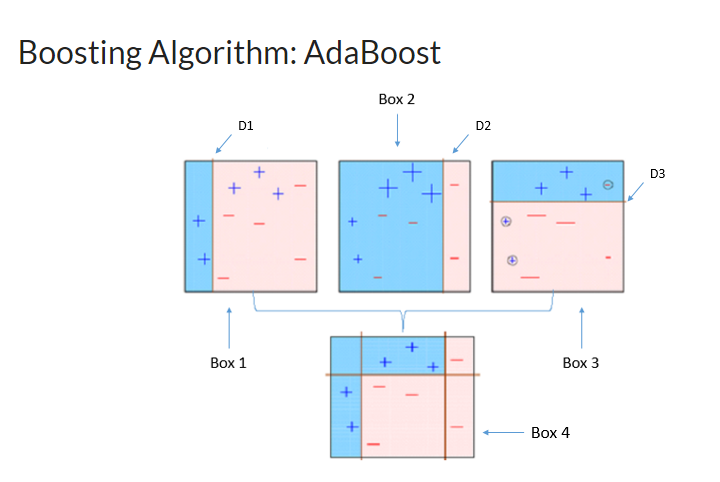 Boosting Algorithm: AdaBoost
Box 2
D1
D2
D3
Box 1
Box 3
Box 4